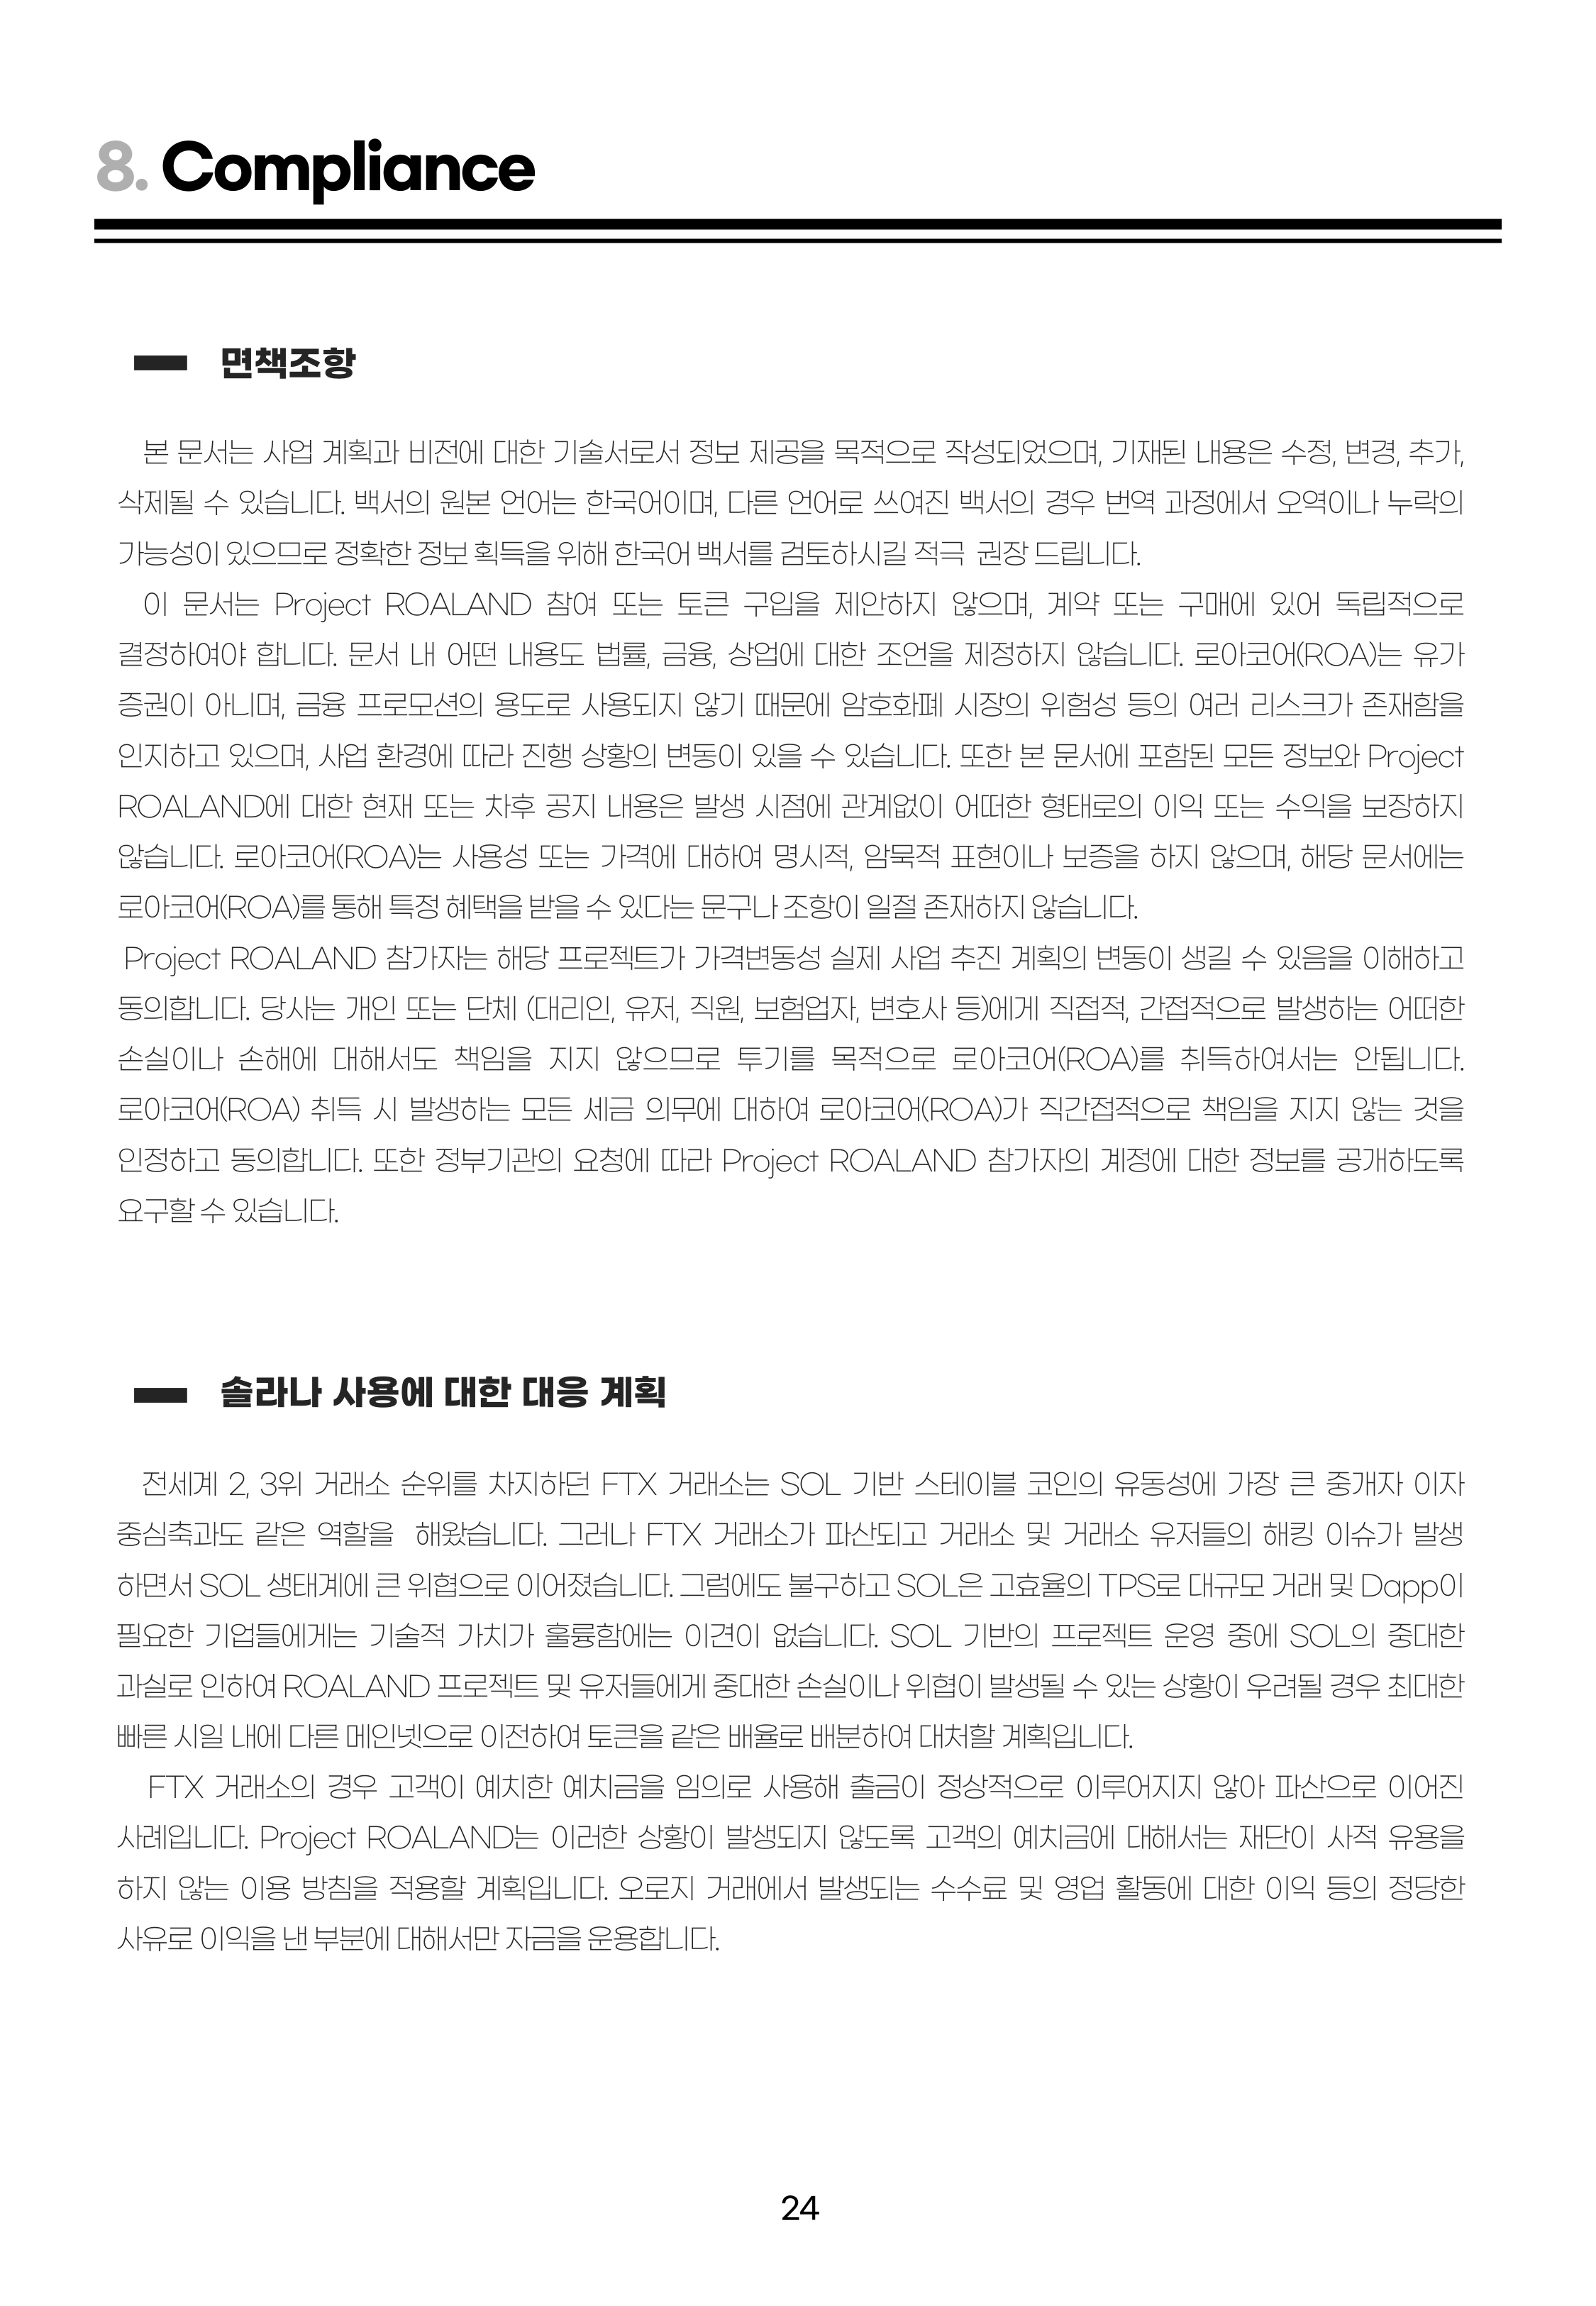 8. Compliance
면책조항
본 문서는 사업 계획과 비전에 대한 기술서로서 정보 제공을 목적으로 작성되었으며, 기재된 내용은 수정, 변경, 추가,
삭제될 수 있습니다. 백서의 원본 언어는 한국어이며, 다른 언어로 쓰여진 백서의 경우 번역 과정에서 오역이나 누락의
가능성이 있으므로 정확한 정보 획득을 위해 한국어 백서를 검토하시길 적극 권장 드립니다.
이 문서는 Project ROALAND 참여 또는 토큰 구입을 제안하지 않으며, 계약 또는 구매에 있어 독립적으로
결정하여야 합니다. 문서 내 어떤 내용도 법률, 금융, 상업에 대한 조언을 제정하지 않습니다. 로아코어(ROA)는 유가
증권이 아니며, 금융 프로모션의 용도로 사용되지 않기 때문에 암호화폐 시장의 위험성 등의 여러 리스크가 존재함을
인지하고 있으며, 사업 환경에 따라 진행 상황의 변동이 있을 수 있습니다. 또한 본 문서에 포함된 모든 정보와 Project
ROALAND에 대한 현재 또는 차후 공지 내용은 발생 시점에 관계없이 어떠한 형태로의 이익 또는 수익을 보장하지
않습니다. 로아코어(ROA)는 사용성 또는 가격에 대하여 명시적, 암묵적 표현이나 보증을 하지 않으며, 해당 문서에는
로아코어(ROA)를 통해 특정 혜택을 받을 수 있다는 문구나 조항이 일절 존재하지 않습니다.
Project ROALAND 참가자는 해당 프로젝트가 가격변동성 실제 사업 추진 계획의 변동이 생길 수 있음을 이해하고
동의합니다. 당사는 개인 또는 단체 (대리인, 유저, 직원, 보험업자, 변호사 등)에게 직접적, 간접적으로 발생하는 어떠한
손실이나 손해에 대해서도 책임을 지지 않으므로 투기를 목적으로 로아코어(ROA)를 취득하여서는 안됩니다.
로아코어(ROA) 취득 시 발생하는 모든 세금 의무에 대하여 로아코어(ROA)가 직간접적으로 책임을 지지 않는 것을
인정하고 동의합니다. 또한 정부기관의 요청에 따라 Project ROALAND 참가자의 계정에 대한 정보를 공개하도록
요구할 수 있습니다.
솔라나 사용에 대한 대응 계획
전세계 2, 3위 거래소 순위를 차지하던 FTX 거래소는 SOL 기반 스테이블 코인의 유동성에 가장 큰 중개자 이자
중심축과도 같은 역할을 해왔습니다. 그러나 FTX 거래소가 파산되고 거래소 및 거래소 유저들의 해킹 이슈가 발생
하면서 SOL 생태계에 큰 위협으로 이어졌습니다. 그럼에도 불구하고 SOL은 고효율의 TPS로 대규모 거래 및 Dapp이
필요한 기업들에게는 기술적 가치가 훌륭함에는 이견이 없습니다. SOL 기반의 프로젝트 운영 중에 SOL의 중대한
과실로 인하여 ROALAND 프로젝트 및 유저들에게 중대한 손실이나 위협이 발생될 수 있는 상황이 우려될 경우 최대한
빠른 시일 내에 다른 메인넷으로 이전하여 토큰을 같은 배율로 배분하여 대처할 계획입니다.
FTX 거래소의 경우 고객이 예치한 예치금을 임의로 사용해 출금이 정상적으로 이루어지지 않아 파산으로 이어진
사례입니다. Project ROALAND는 이러한 상황이 발생되지 않도록 고객의 예치금에 대해서는 재단이 사적 유용을
하지 않는 이용 방침을 적용할 계획입니다. 오로지 거래에서 발생되는 수수료 및 영업 활동에 대한 이익 등의 정당한
사유로 이익을 낸 부분에 대해서만 자금을 운용합니다.
24